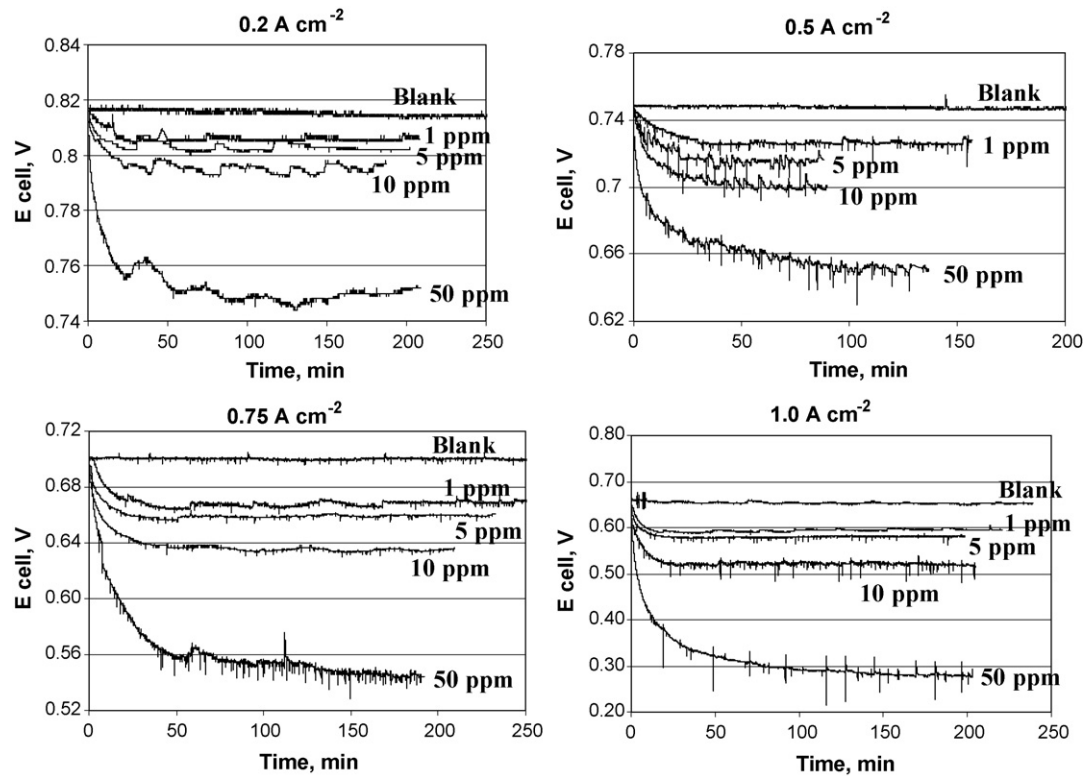 0.2 A cm⁻²
0.84
0.82
0.8
0.78
0.76
0.74
E cell, V
Blank
1 ppm
5 ppm
10 ppm
50 ppm
0 50 100 150 200 250
Time, min
0.5 A cm⁻²
0.78
0.74
0.7
0.66
0.62
E cell, V
Blank
1 ppm
5 ppm
10 ppm
50 ppm
0 50 100 150 200
Time, min
0.75 A cm⁻²
0.72
0.68
0.64
0.60
0.56
0.52
E cell, V
Blank
1 ppm
5 ppm
10 ppm
50 ppm
0 50 100 150 200 250
Time, min
1.0 A cm⁻²
0.80
0.70
0.60
0.50
0.40
0.30
0.20
E cell, V
Blank
1 ppm
5 ppm
10 ppm
50 ppm
0 50 100 150 200 250
Time, min